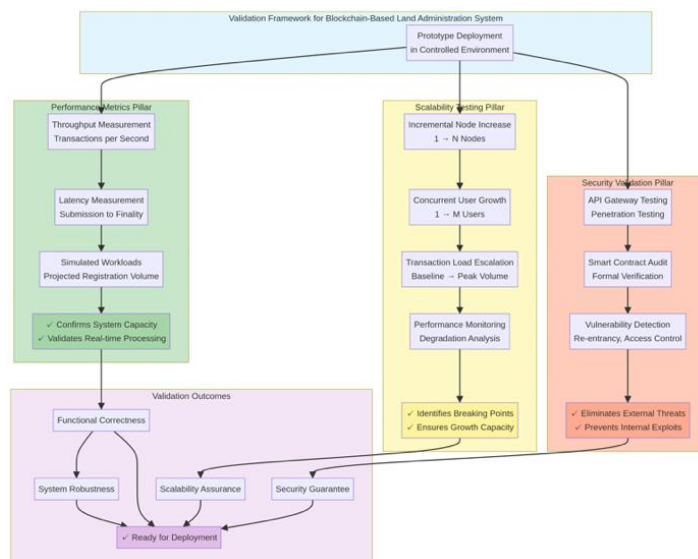 Validation Framework for Blockchain-Based Land Administration System
Prototype Deployment
in Controlled Environment
Performance Metrics Pillar
Throughput Measurement
Transactions per Second
Latency Measurement
Submission to Finality
Simulated Workloads
Projected Registration Volume
✓ Confirms System Capacity
✓ Validates Real-time Processing
Scalability Testing Pillar
Incremental Node Increase
1 → N Nodes
Concurrent User Growth
1 → M Users
Transaction Load Escalation
Baseline → Peak Volume
Performance Monitoring
Degradation Analysis
✓ Identifies Breaking Points
✓ Ensures Growth Capacity
Security Validation Pillar
API Gateway Testing
Penetration Testing
Smart Contract Audit
Formal Verification
Vulnerability Detection
Re-entrancy, Access Control
✓ Eliminates External Threats
✓ Prevents Internal Exploits
Validation Outcomes
Functional Correctness
System Robustness
Scalability Assurance
Security Guarantee
✓ Ready for Deployment